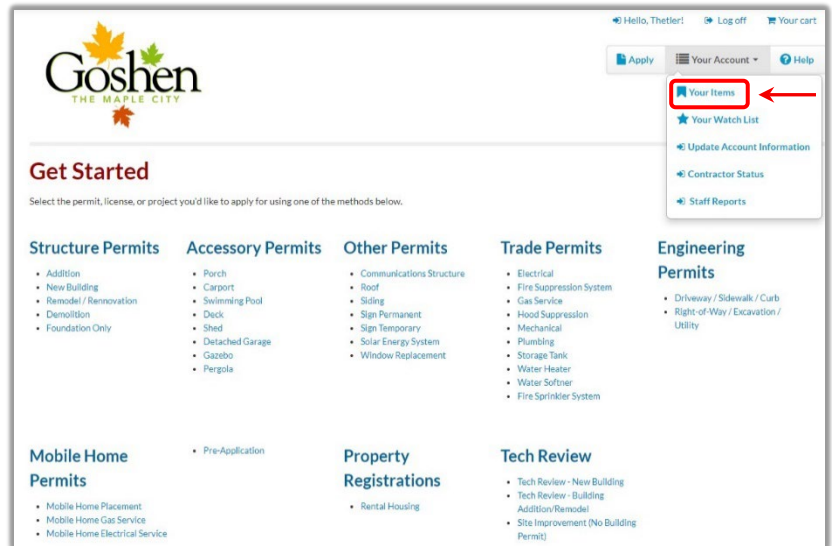 Hello, Thetler! Log off Your cart
Goshen
THE MAPLE CITY
Apply Your Account Help
Your Items
Your Watch List
Update Account Information
Contractor Status
Staff Reports
Get Started
Select the permit, license, or project you'd like to apply for using one of the methods below.
Structure Permits
Addition
New Building
Remodel / Rennovation
Demolition
Foundation Only
Accessory Permits
Porch
Carport
Swimming Pool
Deck
Shed
Detached Garage
Gazebo
Pergola
Other Permits
Communications Structure
Roof
Siding
Sign Permanent
Sign Temporary
Solar Energy System
Window Replacement
Trade Permits
Electrical
Fire Suppression System
Gas Service
Hood Suppression
Mechanical
Plumbing
Storage Tank
Water Heater
Water Softner
Fire Sprinkler System
Engineering
Permits
Driveway / Sidewalk / Curb
Right-of-Way / Excavation /
Utility
Mobile Home
Permits
Mobile Home Placement
Mobile Home Gas Service
Mobile Home Electrical Service
Pre-Application
Property
Registrations
Rental Housing
Tech Review
Tech Review - New Building
Tech Review - Building
Addition/Remodel
Site Improvement (No Building
Permit)